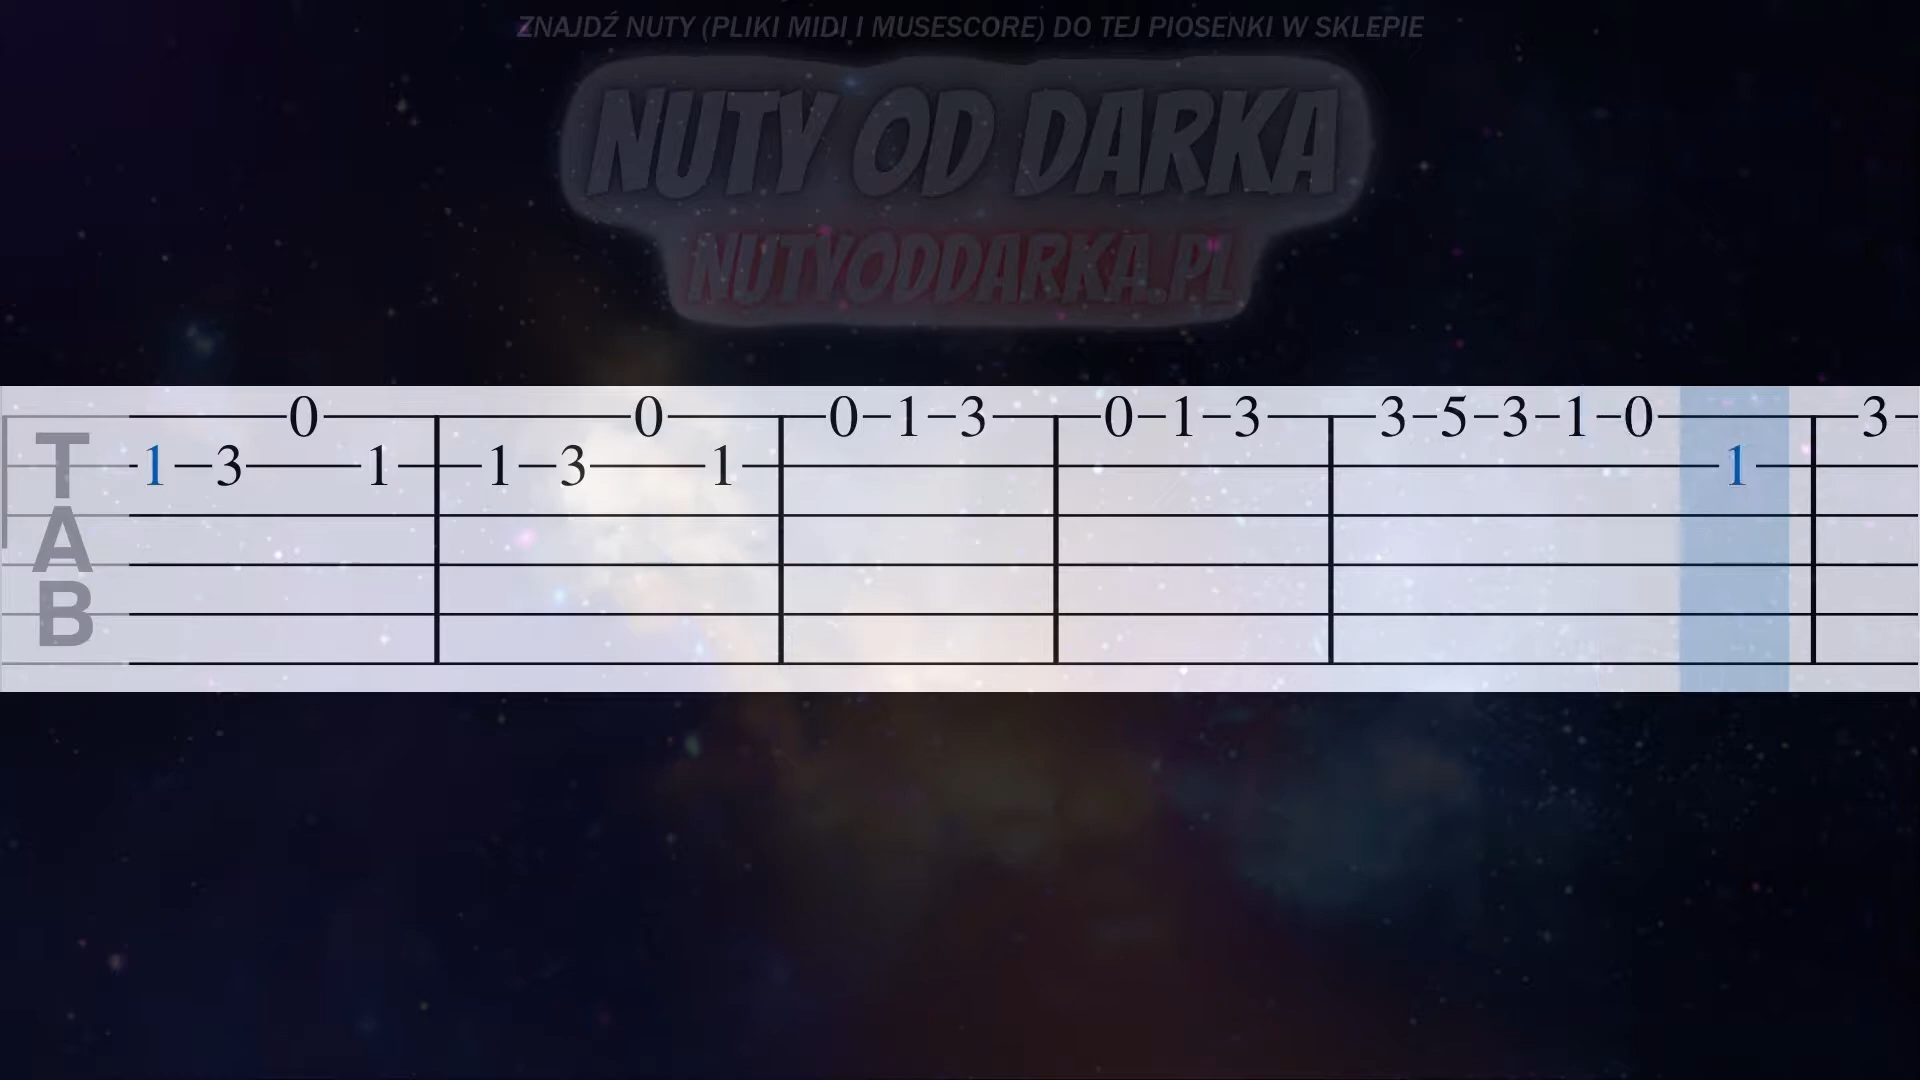 ZNAJDŹ NUTY (PLIKI MIDI I MUSESCORE) DO TEJ PIOSENKI W SKLEPIE
NUTY OD DARKA
NUTYODDARKA.PL
0 0 0 1 3 0 1 3 3 5 3 1 0 3
1 3 1 1 3 1 1
T
A
B